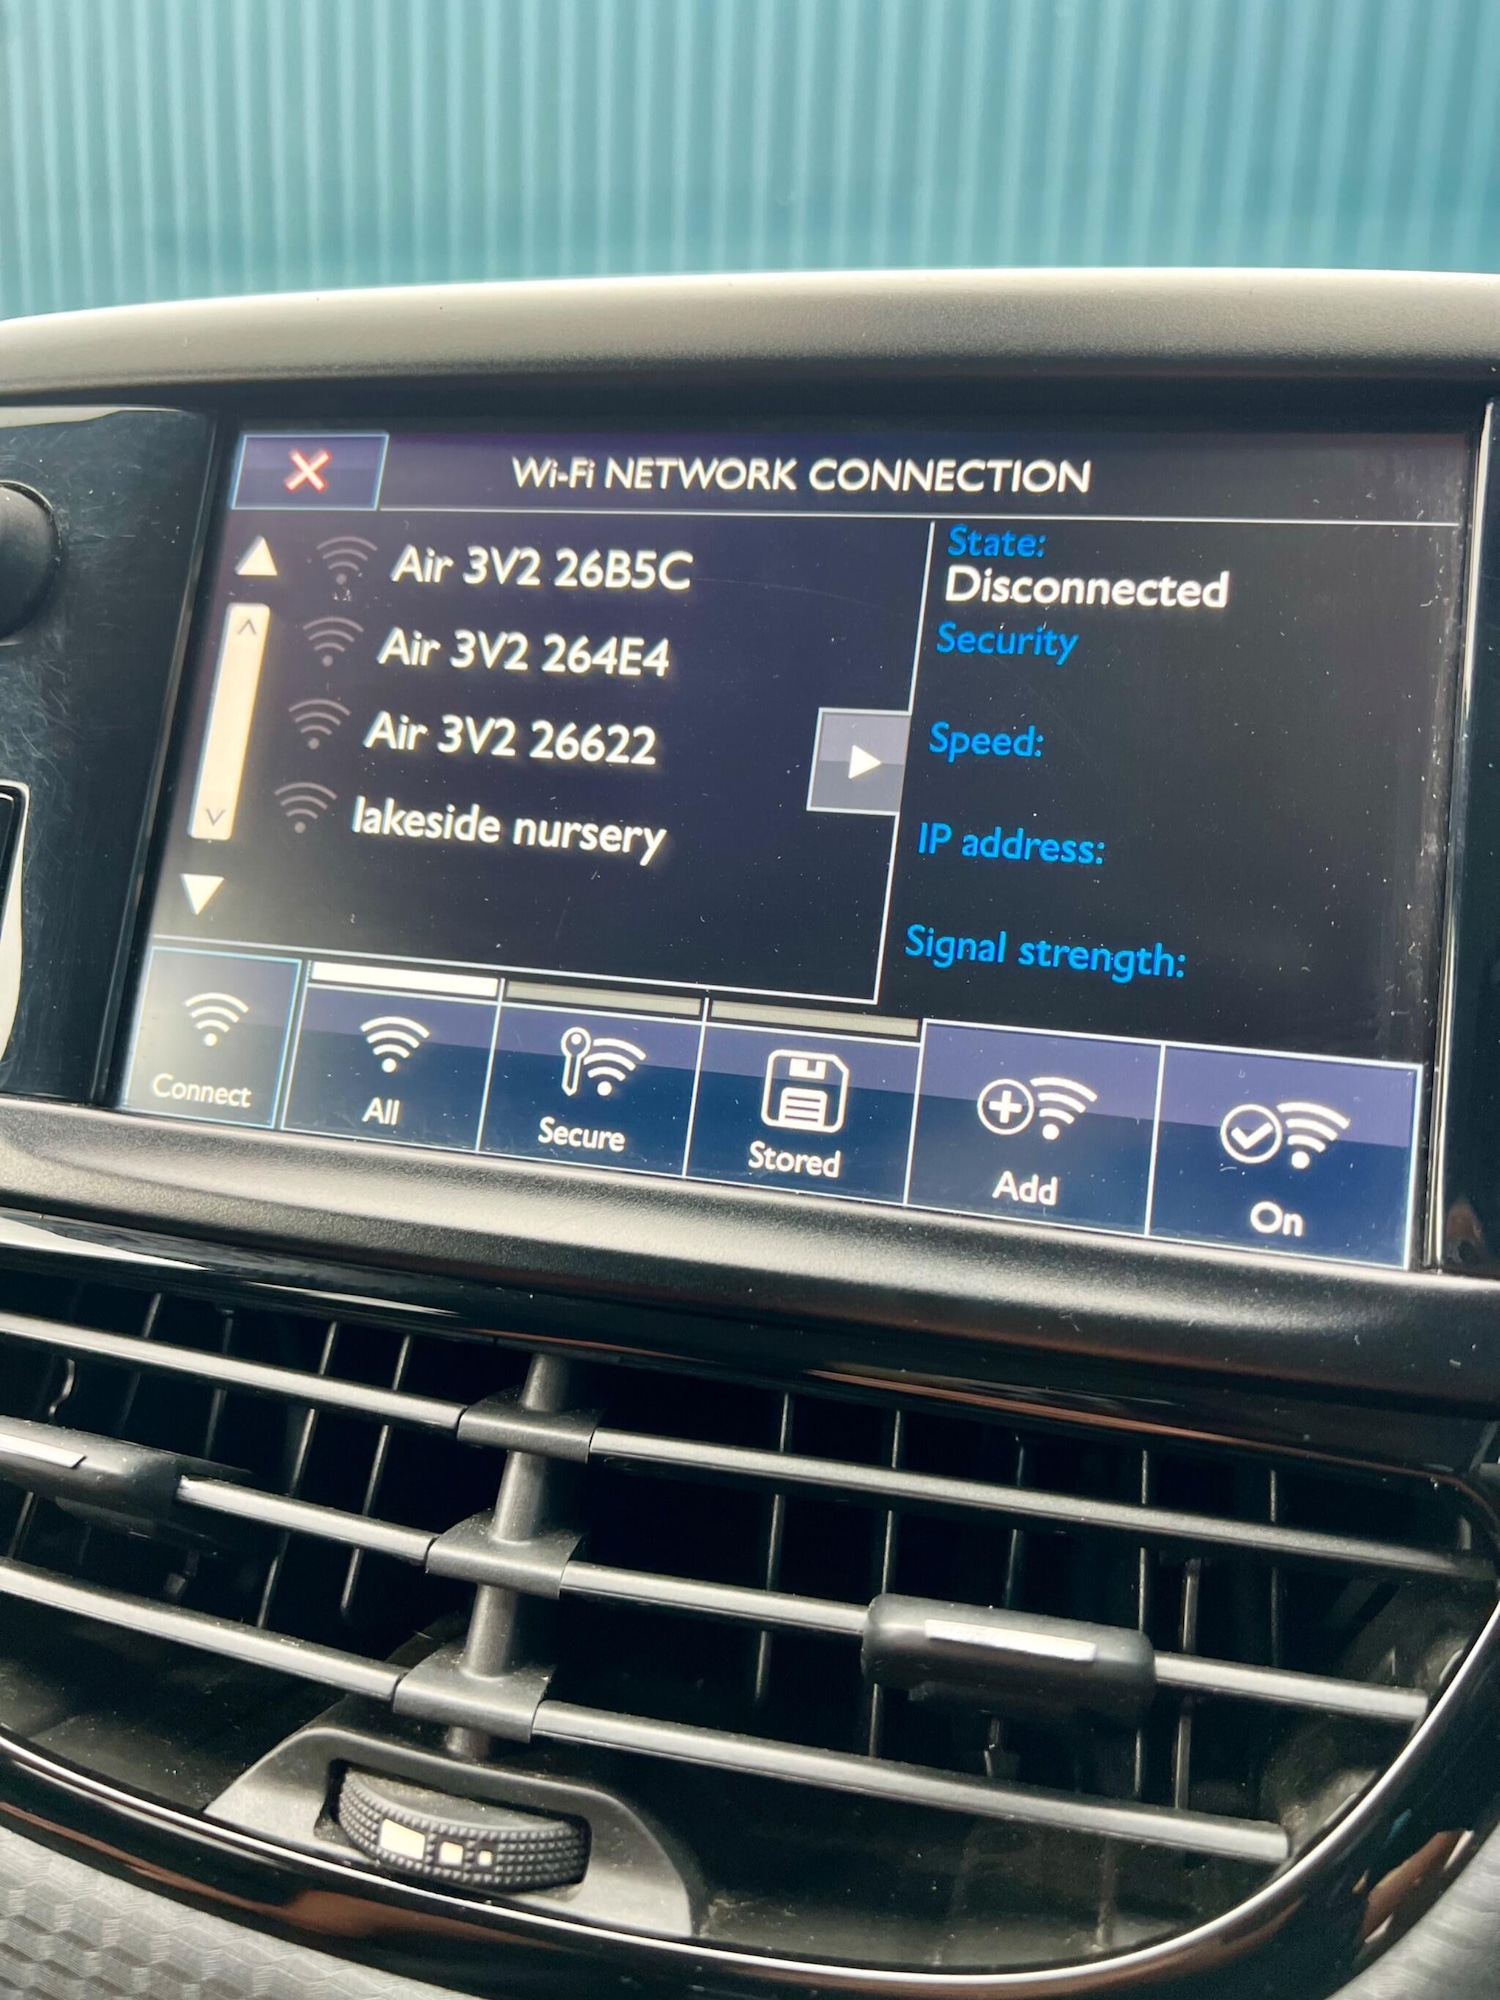 Wi-Fi NETWORK CONNECTION
Air 3V2 26B5C
Air 3V2 264E4
Air 3V2 26622
lakeside nursery
State:
Disconnected
Security
Speed:
IP address:
Signal strength:
Connect
All
Secure
Stored
Add
On